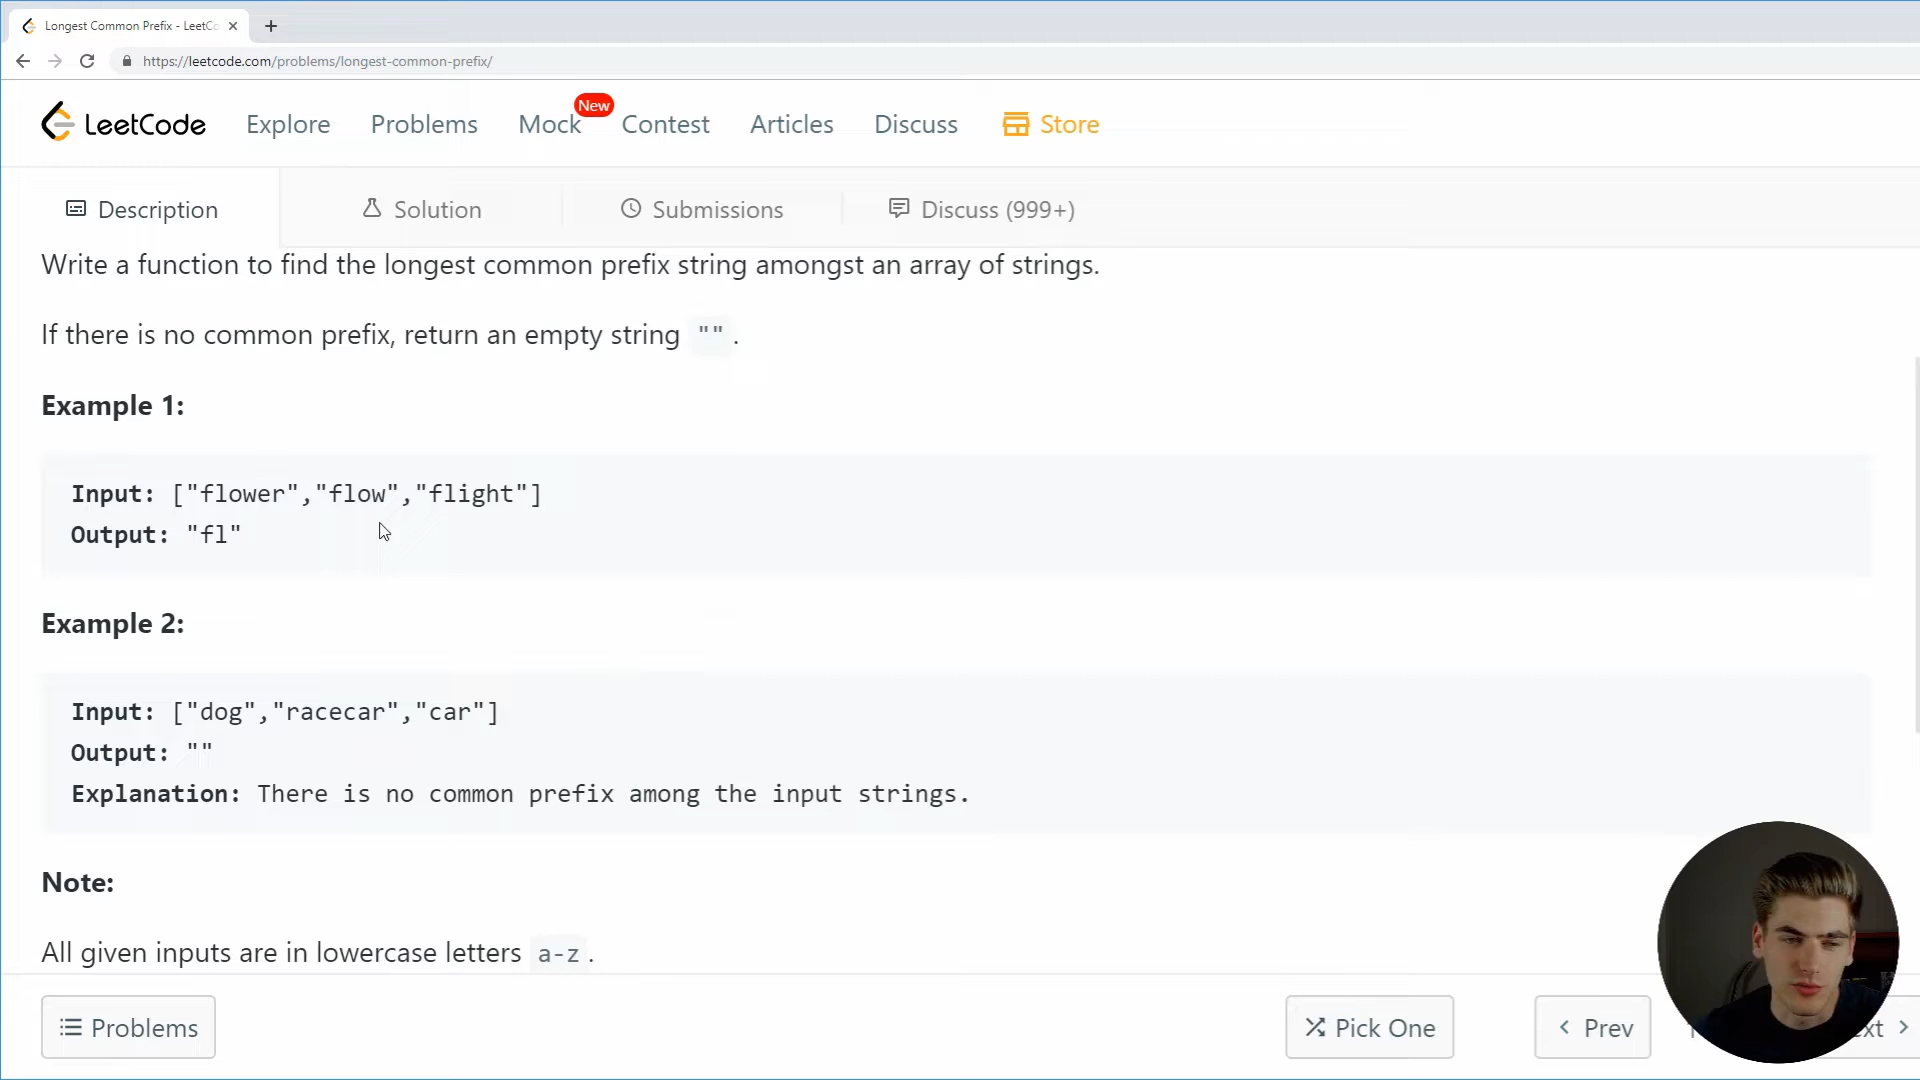 Longest Common Prefix - LeetCo
https://leetcode.com/problems/longest-common-prefix/
LeetCode Explore Problems Mock New Contest Articles Discuss Store
Description Solution Submissions Discuss (999+)
Write a function to find the longest common prefix string amongst an array of strings.
If there is no common prefix, return an empty string "".
Example 1:
Input: ["flower","flow","flight"]
Output: "fl"
Example 2:
Input: ["dog","racecar","car"]
Output: ""
Explanation: There is no common prefix among the input strings.
Note:
All given inputs are in lowercase letters a-z.
Problems Pick One Prev